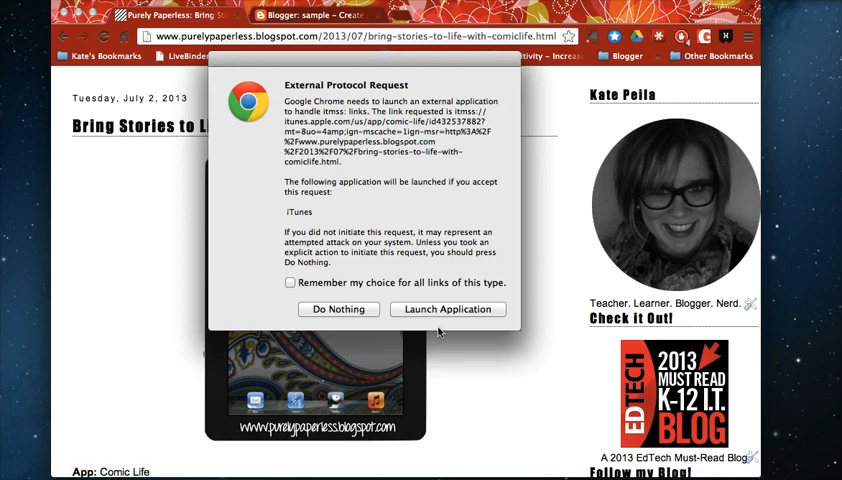 Purely Paperless: Bring St
Blogger: sample - Create
www.purelypaperless.blogspot.com/2013/07/bring-stories-to-life-with-comiclife.html
Kate's Bookmarks
LiveBinder
tivity - Increas
Blogger
Other Bookmarks
Tuesday, July 2, 2013
Bring Stories to L
External Protocol Request
Google Chrome needs to launch an external application
to handle itmss: links. The link requested is itmss://
itunes.apple.com/us/app/comic-life/id432537882?
mt=8uo=4amp;ign-mscache=1ign-msr=http%3A%2F
%2Fwww.purelypaperless.blogspot.com
%2F2013%2F07%2Fbring-stories-to-life-with-
comiclife.html.
The following application will be launched if you accept
this request:
iTunes
If you did not initiate this request, it may represent an
attempted attack on your system. Unless you took an
explicit action to initiate this request, you should press
Do Nothing.
Remember my choice for all links of this type.
Do Nothing
Launch Application
www.purelypaperless.blogspot.com
App: Comic Life
Kate Peila
Teacher. Learner. Blogger. Nerd.
Check it Out!
EDTECH
2013
MUST READ
K-12 I.T.
BLOG
A 2013 EdTech Must-Read Blog
Follow my Blog!